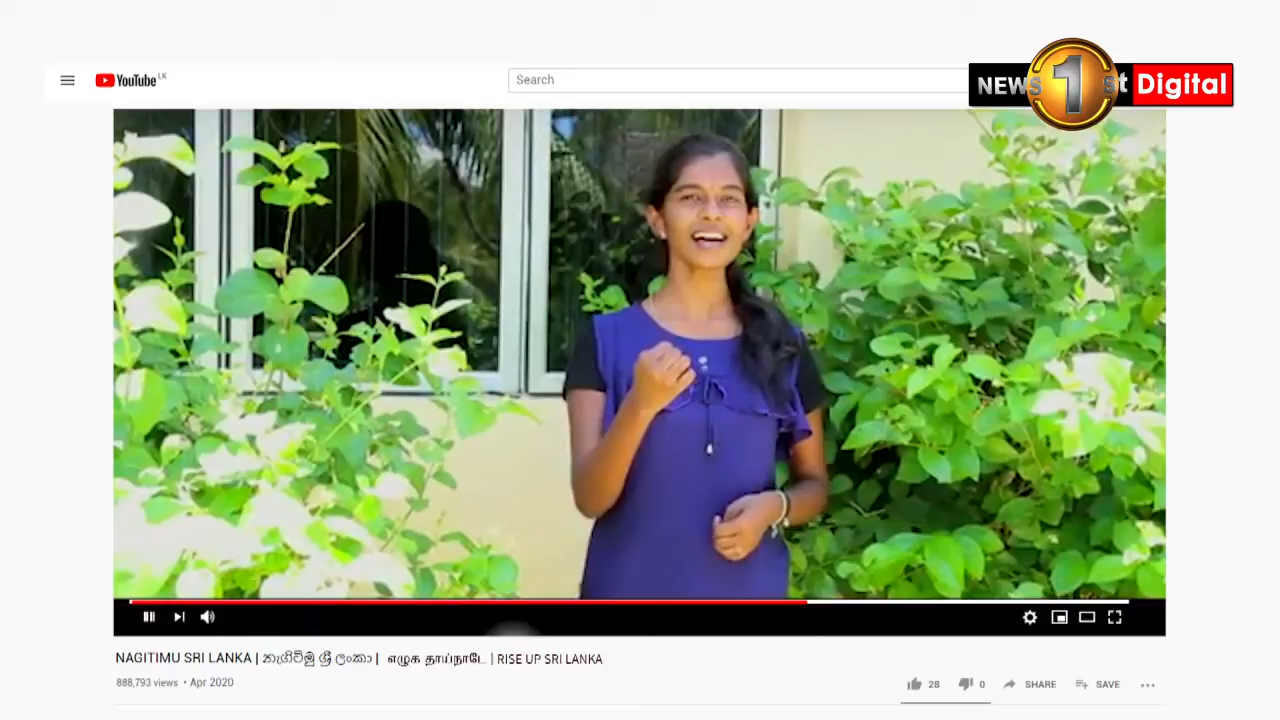 YouTube LK
Search
NEWS 1st Digital
NAGITIMU SRI LANKA | නැගිටිමු ශ්‍රී ලංකා | எழுக தாய்நாடே | RISE UP SRI LANKA
888,793 views • Apr 2020
28
0
SHARE
SAVE